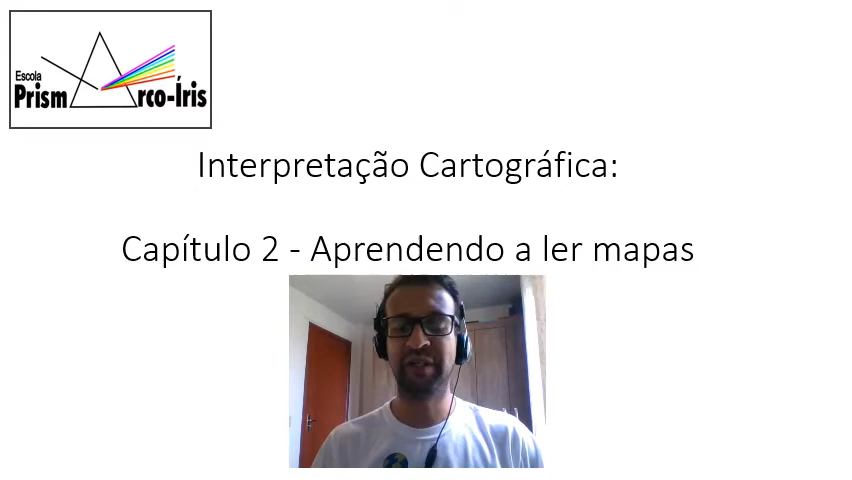 Escola
Prism rco-Íris
Interpretação Cartográfica:
Capítulo 2 - Aprendendo a ler mapas